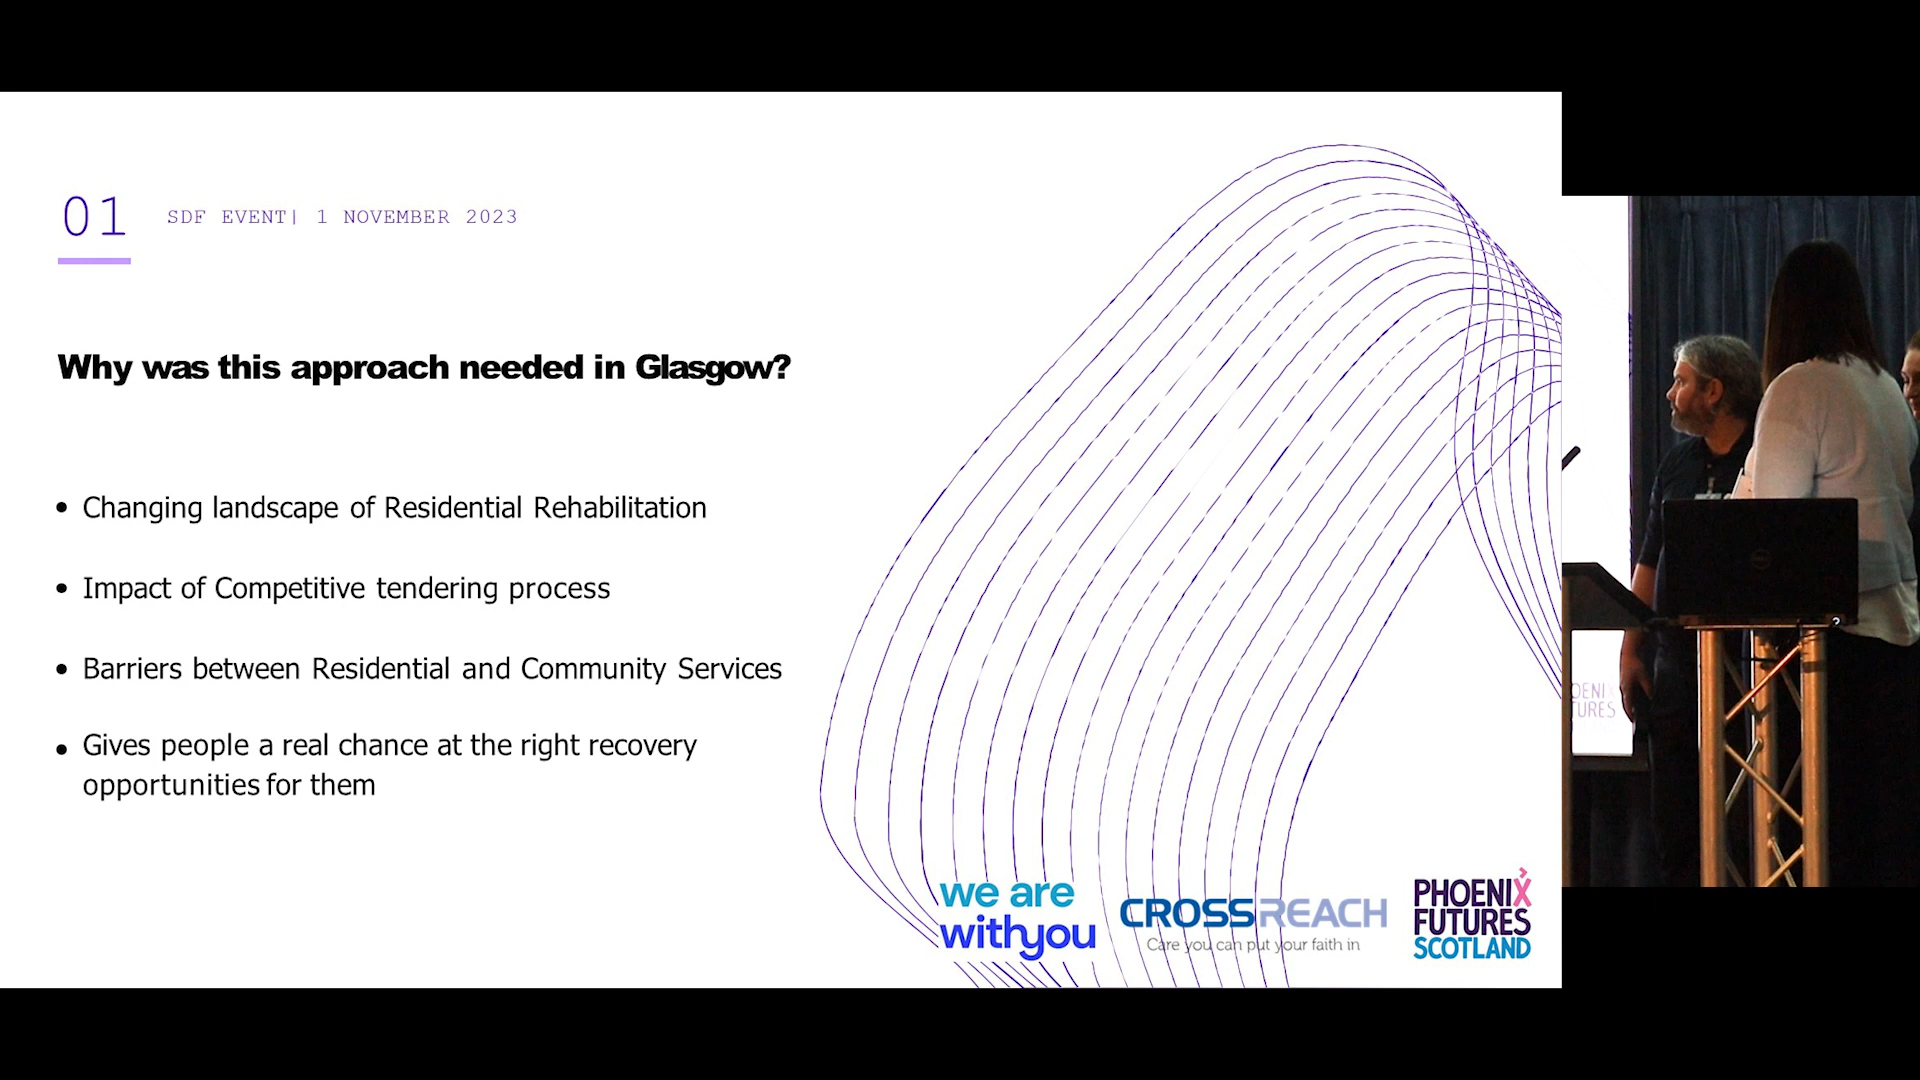 01
SDF EVENT| 1 NOVEMBER 2023
Why was this approach needed in Glasgow?
• Changing landscape of Residential Rehabilitation
• Impact of Competitive tendering process
• Barriers between Residential and Community Services
• Gives people a real chance at the right recovery
opportunities for them
we are
withyou
CROSSREACH
Care you can put your faith in
PHOENIX
FUTURES
SCOTLAND
OENI
TURES